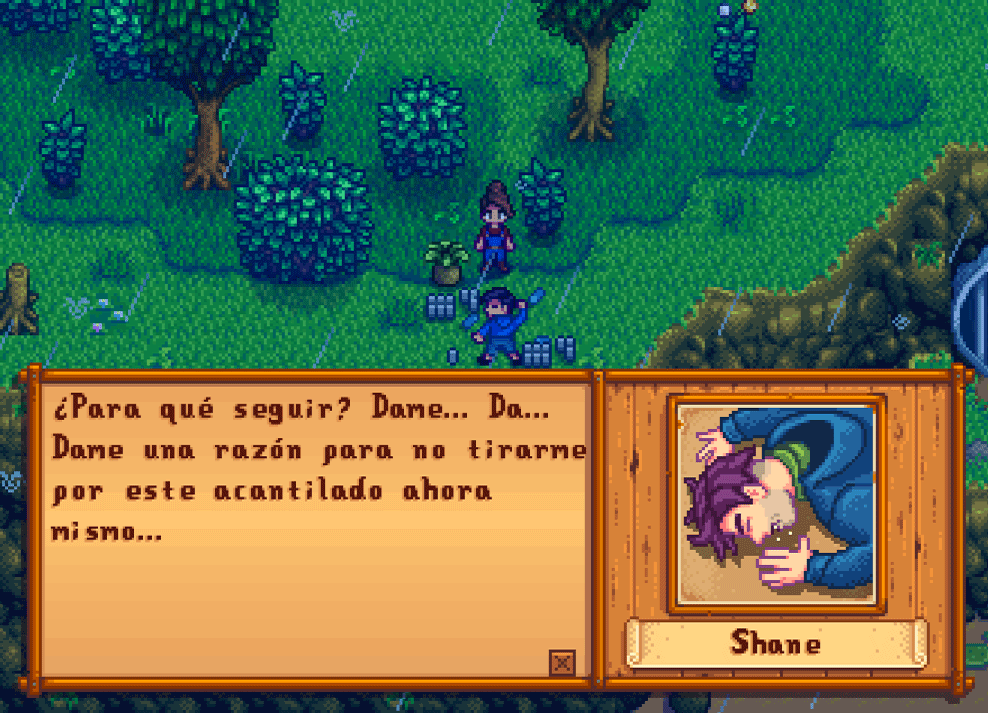 ¿Para qué seguir? Dame... Da...
Dame una razón para no tirarme
por este acantilado ahora
mismo...
Shane